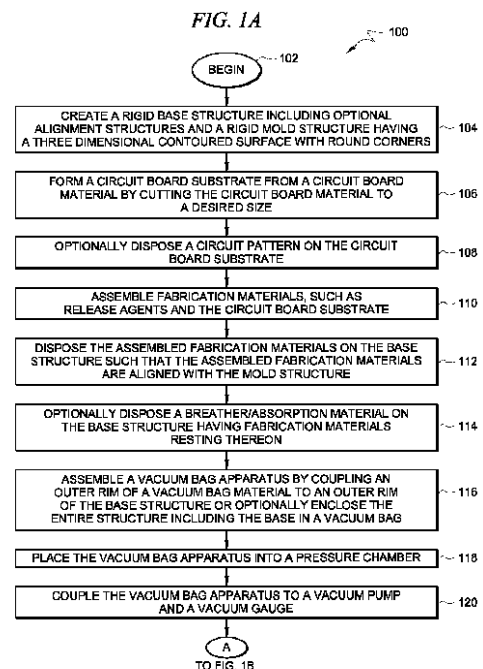 FIG. 1A
100
102
BEGIN
CREATE A RIGID BASE STRUCTURE INCLUDING OPTIONAL
ALIGNMENT STRUCTURES AND A RIGID MOLD STRUCTURE HAVING
A THREE DIMENSIONAL CONTOURED SURFACE WITH ROUND CORNERS
104
FORM A CIRCUIT BOARD SUBSTRATE FROM A CIRCUIT BOARD
MATERIAL BY CUTTING THE CIRCUIT BOARD MATERIAL TO
A DESIRED SIZE
106
OPTIONALLY DISPOSE A CIRCUIT PATTERN ON THE CIRCUIT
BOARD SUBSTRATE
108
ASSEMBLE FABRICATION MATERIALS, SUCH AS
RELEASE AGENTS AND THE CIRCUIT BOARD SUBSTRATE
110
DISPOSE THE ASSEMBLED FABRICATION MATERIALS ON THE BASE
STRUCTURE SUCH THAT THE ASSEMBLED FABRICATION MATERIALS
ARE ALIGNED WITH THE MOLD STRUCTURE
112
OPTIONALLY DISPOSE A BREATHER/ABSORPTION MATERIAL ON
THE BASE STRUCTURE HAVING FABRICATION MATERIALS
RESTING THEREON
114
ASSEMBLE A VACUUM BAG APPARATUS BY COUPLING AN
OUTER RIM OF A VACUUM BAG MATERIAL TO AN OUTER RIM
OF THE BASE STRUCTURE OR OPTIONALLY ENCLOSE THE
ENTIRE STRUCTURE INCLUDING THE BASE IN A VACUUM BAG
116
PLACE THE VACUUM BAG APPARATUS INTO A PRESSURE CHAMBER
118
COUPLE THE VACUUM BAG APPARATUS TO A VACUUM PUMP
AND A VACUUM GAUGE
120
A
TO FIG. 1B